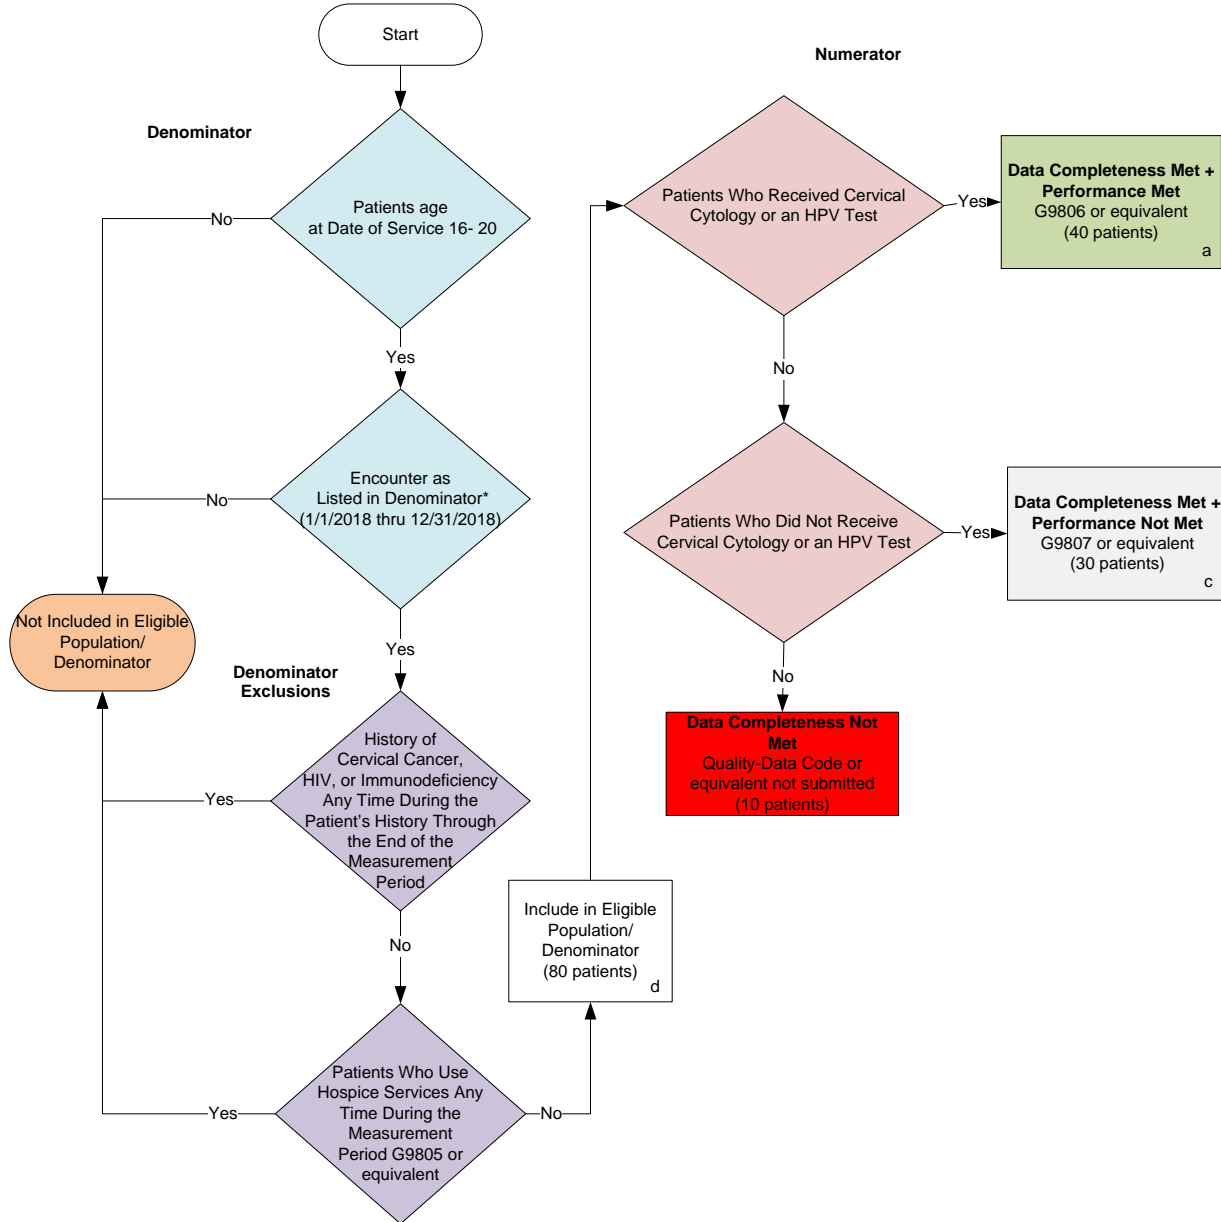 Start
Denominator
Patients age
at Date of Service 16- 20
No
Yes
Encounter as
Listed in Denominator*
(1/1/2018 thru 12/31/2018)
No
Yes
Not Included in Eligible
Population/
Denominator
Denominator
Exclusions
History of
Cervical Cancer,
HIV, or Immunodeficiency
Any Time During the
Patient's History Through
the End of the
Measurement
Period
Yes
No
Patients Who Use
Hospice Services Any
Time During the
Measurement
Period G9805 or
equivalent
Yes
No
Include in Eligible
Population/
Denominator
(80 patients)
d
Numerator
Patients Who Received Cervical
Cytology or an HPV Test
Yes
Data Completeness Met +
Performance Met
G9806 or equivalent
(40 patients)
a
No
Patients Who Did Not Receive
Cervical Cytology or an HPV Test
Yes
Data Completeness Met +
Performance Not Met
G9807 or equivalent
(30 patients)
c
No
Data Completeness Not
Met
Quality-Data Code or
equivalent not submitted
(10 patients)